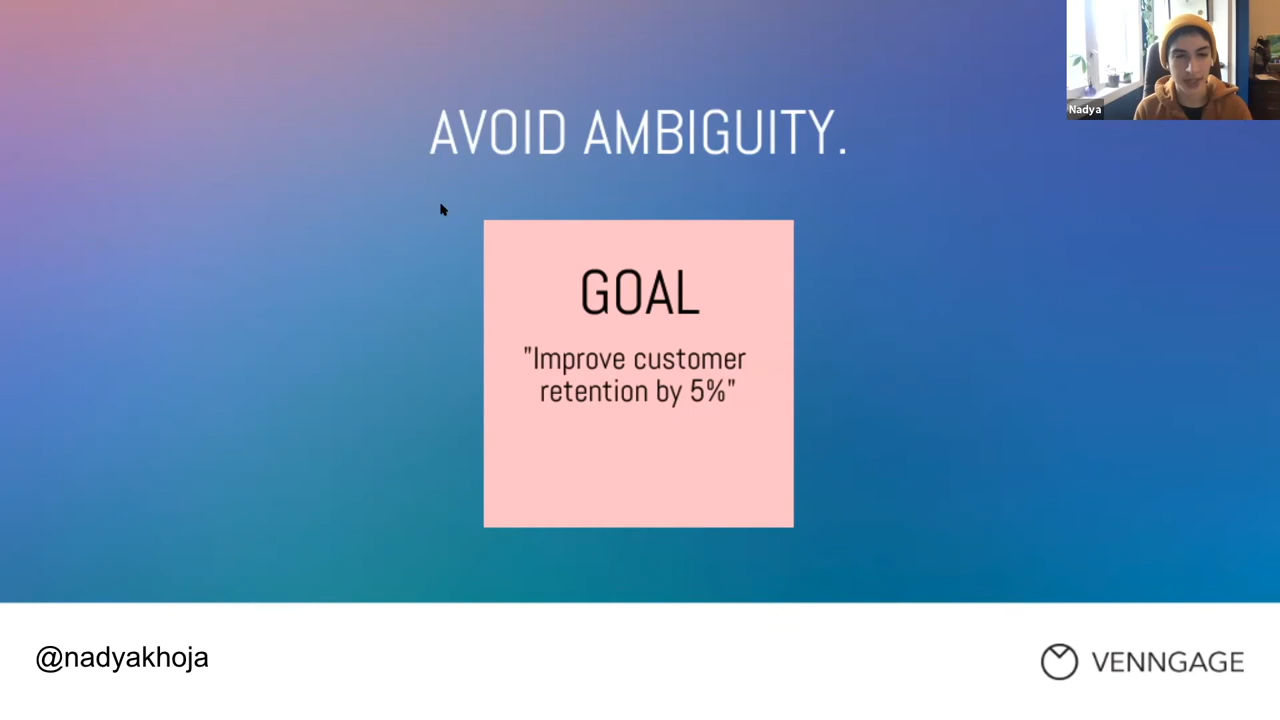 Nadya
AVOID AMBIGUITY.
GOAL
"Improve customer
retention by 5%"
@nadyakhoja
VENNGAGE